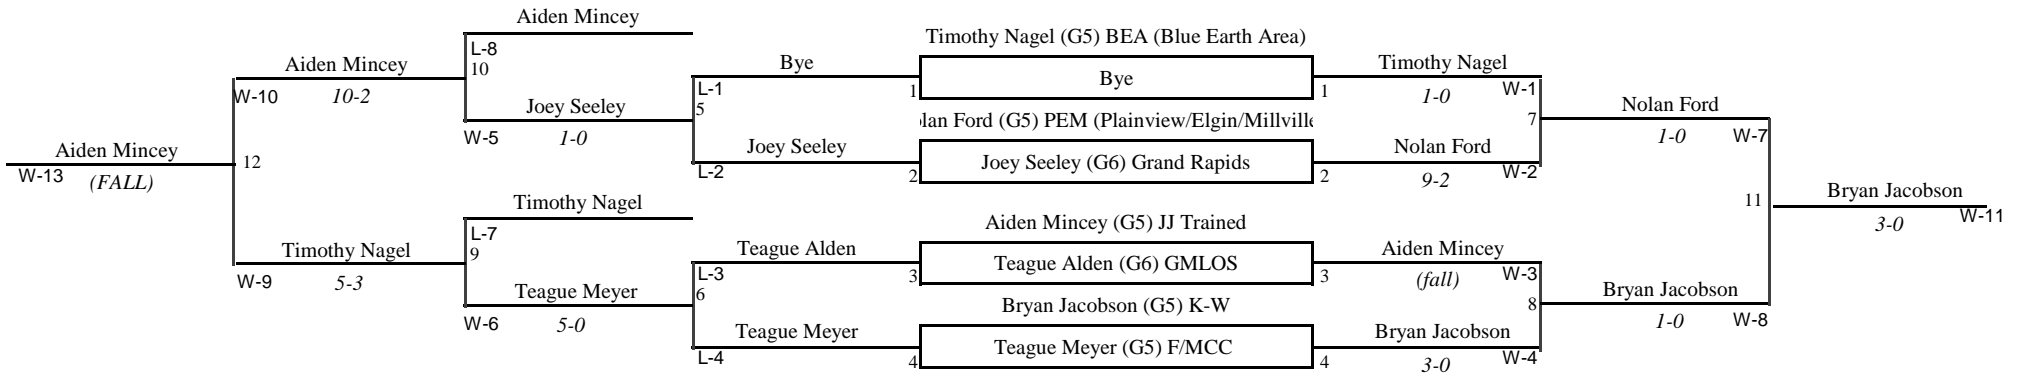 Aiden Mincey
L-8
10
Timothy Nagel (G5) BEA (Blue Earth Area)
Aiden Mincey
W-10
10-2
Bye
Bye
Timothy Nagel
L-1
1
1
1-0
W-1
5
Joey Seeley
W-5
1-0
Nolan Ford
1-0
W-7
7
lan Ford (G5) PEM (Plainview/Elgin/Millville
Aiden Mincey
W-13
(FALL)
12
Joey Seeley
L-2
2
Joey Seeley (G6) Grand Rapids
2
Nolan Ford
9-2
W-2
Timothy Nagel
L-7
9
Bryan Jacobson
3-0
W-11
11
Aiden Mincey (G5) JJ Trained
Timothy Nagel
W-9
5-3
Teague Alden
L-3
3
Teague Alden (G6) GMLOS
3
Aiden Mincey
(fall)
W-3
6
Teague Meyer
W-6
5-0
Bryan Jacobson (G5) K-W
8
Bryan Jacobson
1-0
W-8
Teague Meyer
L-4
4
Teague Meyer (G5) F/MCC
4
Bryan Jacobson
3-0
W-4